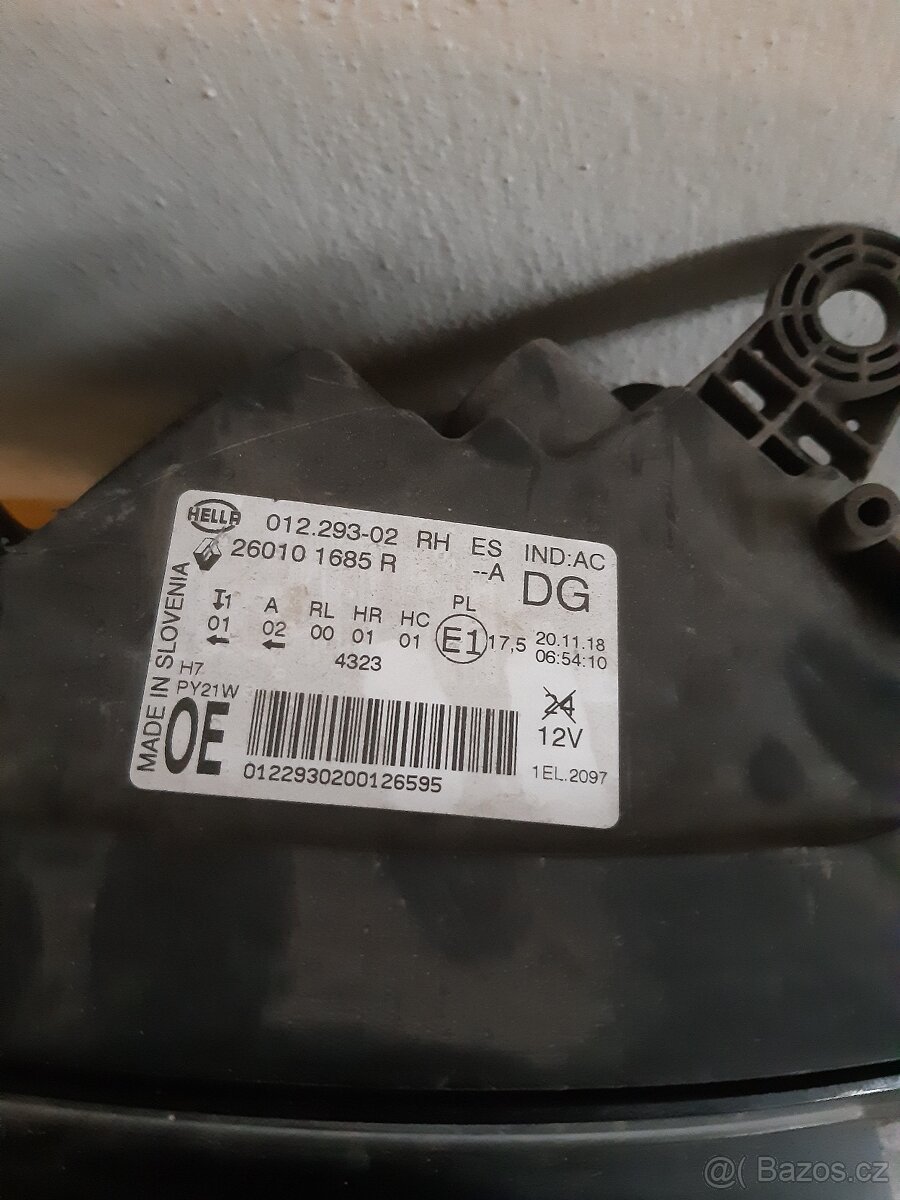 HELLA 012.293-02 RH ES IND:AC
26010 1685 R --A DG
MADE IN SLOVENIA
1 A RL HR HC PL
01 02 00 01 01 E1 17,5 20.11.18
4323 06:54:10
H7
PY21W
OE
24
12V
01229300200126595
1EL.2097
@( Bazos.cz